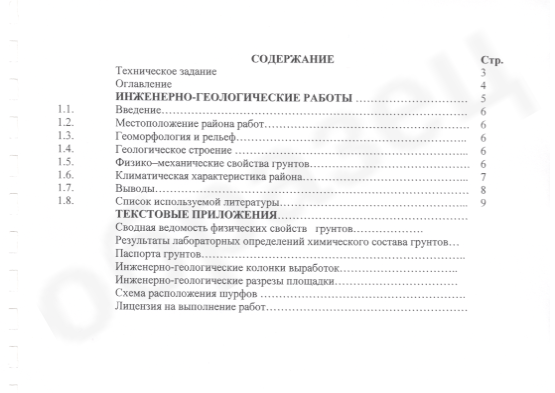 СОДЕРЖАНИЕ Стр.
Техническое задание 3
Оглавление 4
ИНЖЕНЕРНО-ГЕОЛОГИЧЕСКИЕ РАБОТЫ ……………………………. 5
1.1. Введение……………………………………………………………………. 6
1.2. Местоположение района работ…………………………………………… 6
1.3. Геоморфология и рельеф………………………………………………….. 6
1.4. Геологическое строение …………………………………………………… 6
1.5. Физико–механические свойства грунтов………………………………… 6
1.6. Климатическая характеристика района………………………………….. 7
1.7. Выводы……………………………………………………………………… 8
1.8. Список используемой литературы……………………………………….. 9
ТЕКСТОВЫЕ ПРИЛОЖЕНИЯ…………………………………………
Сводная ведомость физических свойств грунтов…………………
Результаты лабораторных определений химического состава грунтов…
Паспорта грунтов……………………………………………………………
Инженерно-геологические колонки выработок………………………..
Инженерно-геологические разрезы площадки…………………………
Схема расположения шурфов ……………………………………………
Лицензия на выполнение работ…………………………………………
образец